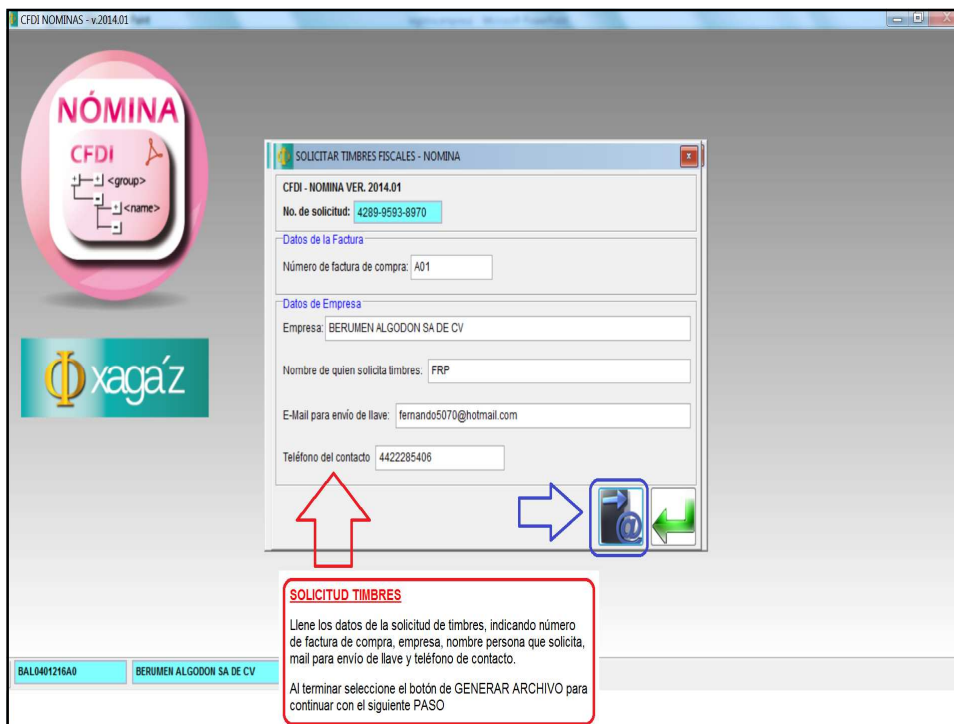 CFDI NOMINAS - v.2014.01
NÓMINA
CFDI
<group>
<name>
xagáz
SOLICITAR TIMBRES FISCALES - NOMINA
CFDI - NOMINA VER. 2014.01
No. de solicitud: 4289-9593-8970
Datos de la Factura
Número de factura de compra: A01
Datos de Empresa
Empresa: BERUMEN ALGODON SA DE CV
Nombre de quien solicita timbres: FRP
E-Mail para envío de llave: fernando5070@hotmail.com
Teléfono del contacto 4422285406
SOLICITUD TIMBRES
Llene los datos de la solicitud de timbres, indicando número
de factura de compra, empresa, nombre persona que solicita,
mail para envío de llave y teléfono de contacto.
Al terminar seleccione el botón de GENERAR ARCHIVO para
continuar con el siguiente PASO
BAL0401216A0 BERUMEN ALGODON SA DE CV